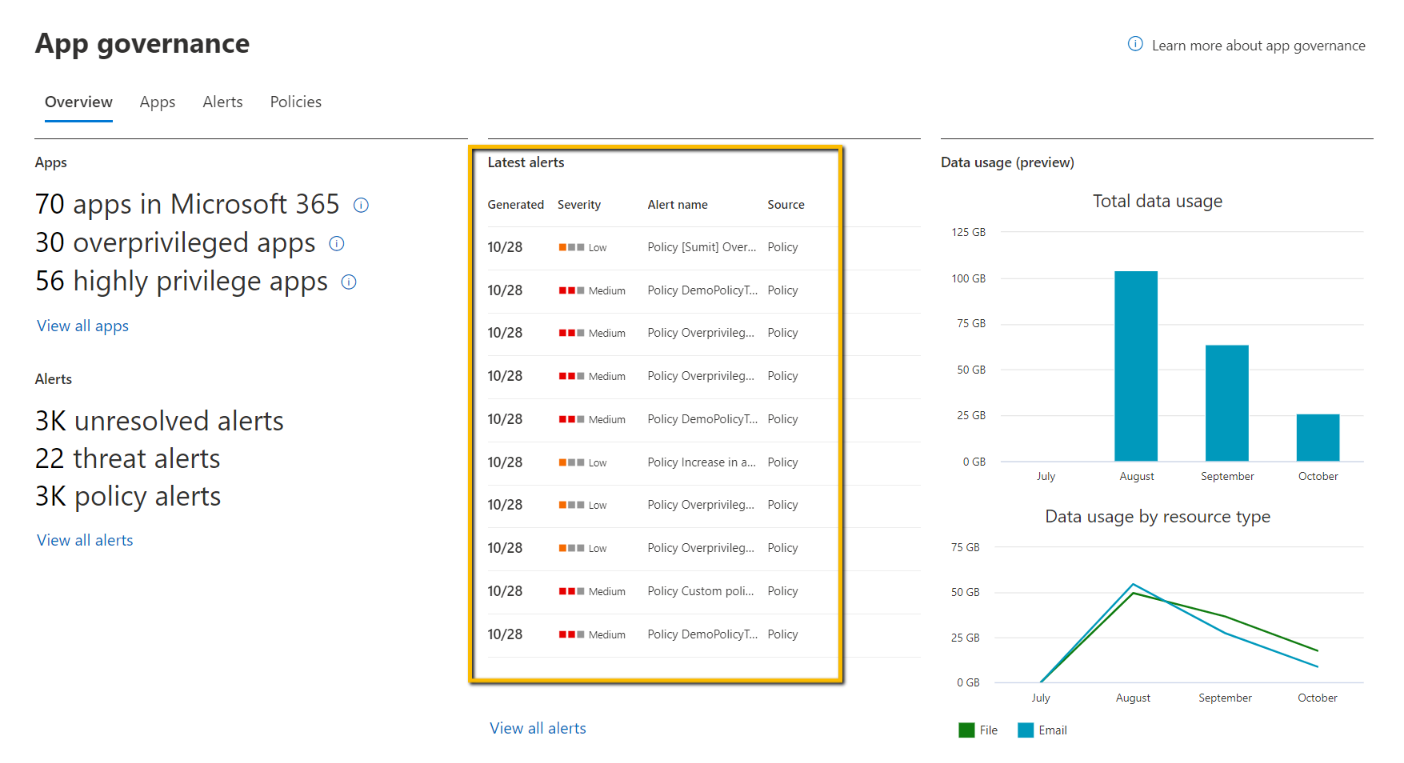 App governance
Learn more about app governance
Overview Apps Alerts Policies
Apps
70 apps in Microsoft 365
30 overprivileged apps
56 highly privilege apps
View all apps
Alerts
3K unresolved alerts
22 threat alerts
3K policy alerts
View all alerts
Latest alerts
Generated Severity Alert name Source
10/28 Low Policy [Sumit] Over... Policy
10/28 Medium Policy DemoPolicyT... Policy
10/28 Medium Policy Overprivileg... Policy
10/28 Medium Policy Overprivileg... Policy
10/28 Medium Policy DemoPolicyT... Policy
10/28 Low Policy Increase in a... Policy
10/28 Low Policy Overprivileg... Policy
10/28 Low Policy Overprivileg... Policy
10/28 Medium Policy Custom poli... Policy
10/28 Medium Policy DemoPolicyT... Policy
View all alerts
Data usage (preview)
Total data usage
125 GB
100 GB
75 GB
50 GB
25 GB
0 GB
July August September October
Data usage by resource type
75 GB
50 GB
25 GB
0 GB
July August September October
File Email